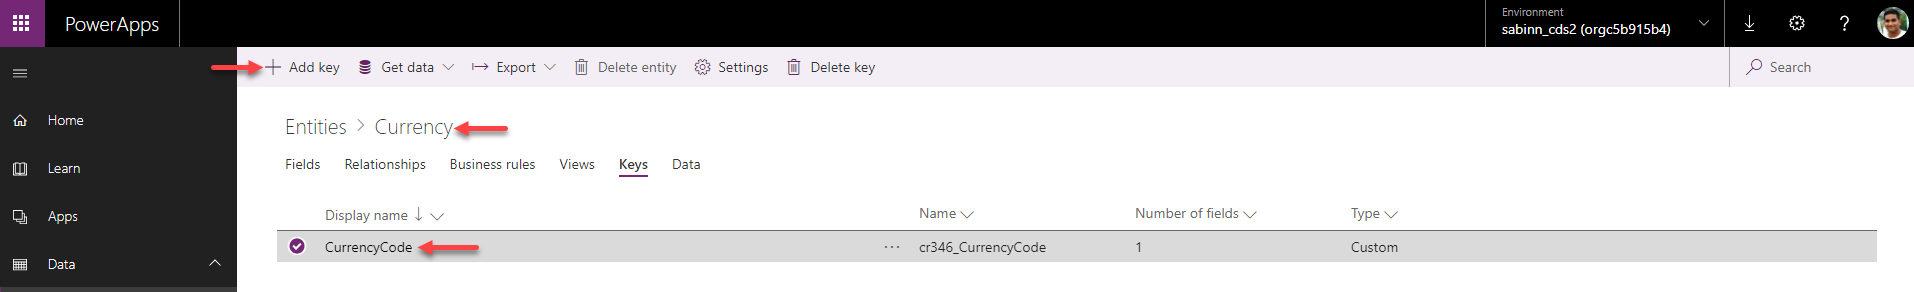 PowerApps
Environment
sabinn_cds2 (orgc5b915b4)
?
Add key Get data Export Delete entity Settings Delete key Search
Home
Learn
Apps
Data
Entities > Currency
Fields Relationships Business rules Views Keys Data
Display name Name Number of fields Type
CurrencyCode ··· cr346_CurrencyCode 1 Custom